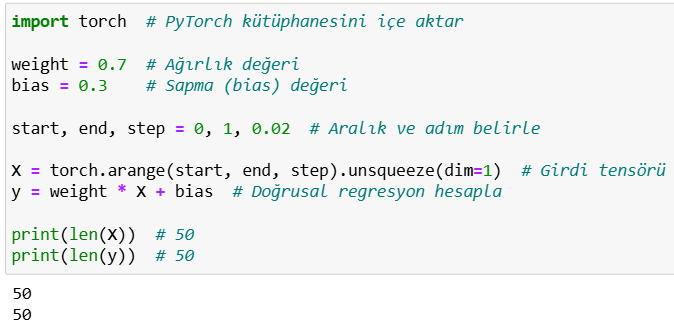 import torch  # PyTorch kütüphanesini içe aktar
weight = 0.7  # Ağırlık değeri
bias = 0.3    # Sapma (bias) değeri
start, end, step = 0, 1, 0.02  # Aralık ve adım belirle
X = torch.arange(start, end, step).unsqueeze(dim=1)  # Girdi tensörü
y = weight * X + bias  # Doğrusal regresyon hesapla
print(len(X))  # 50
print(len(y))  # 50
50
50